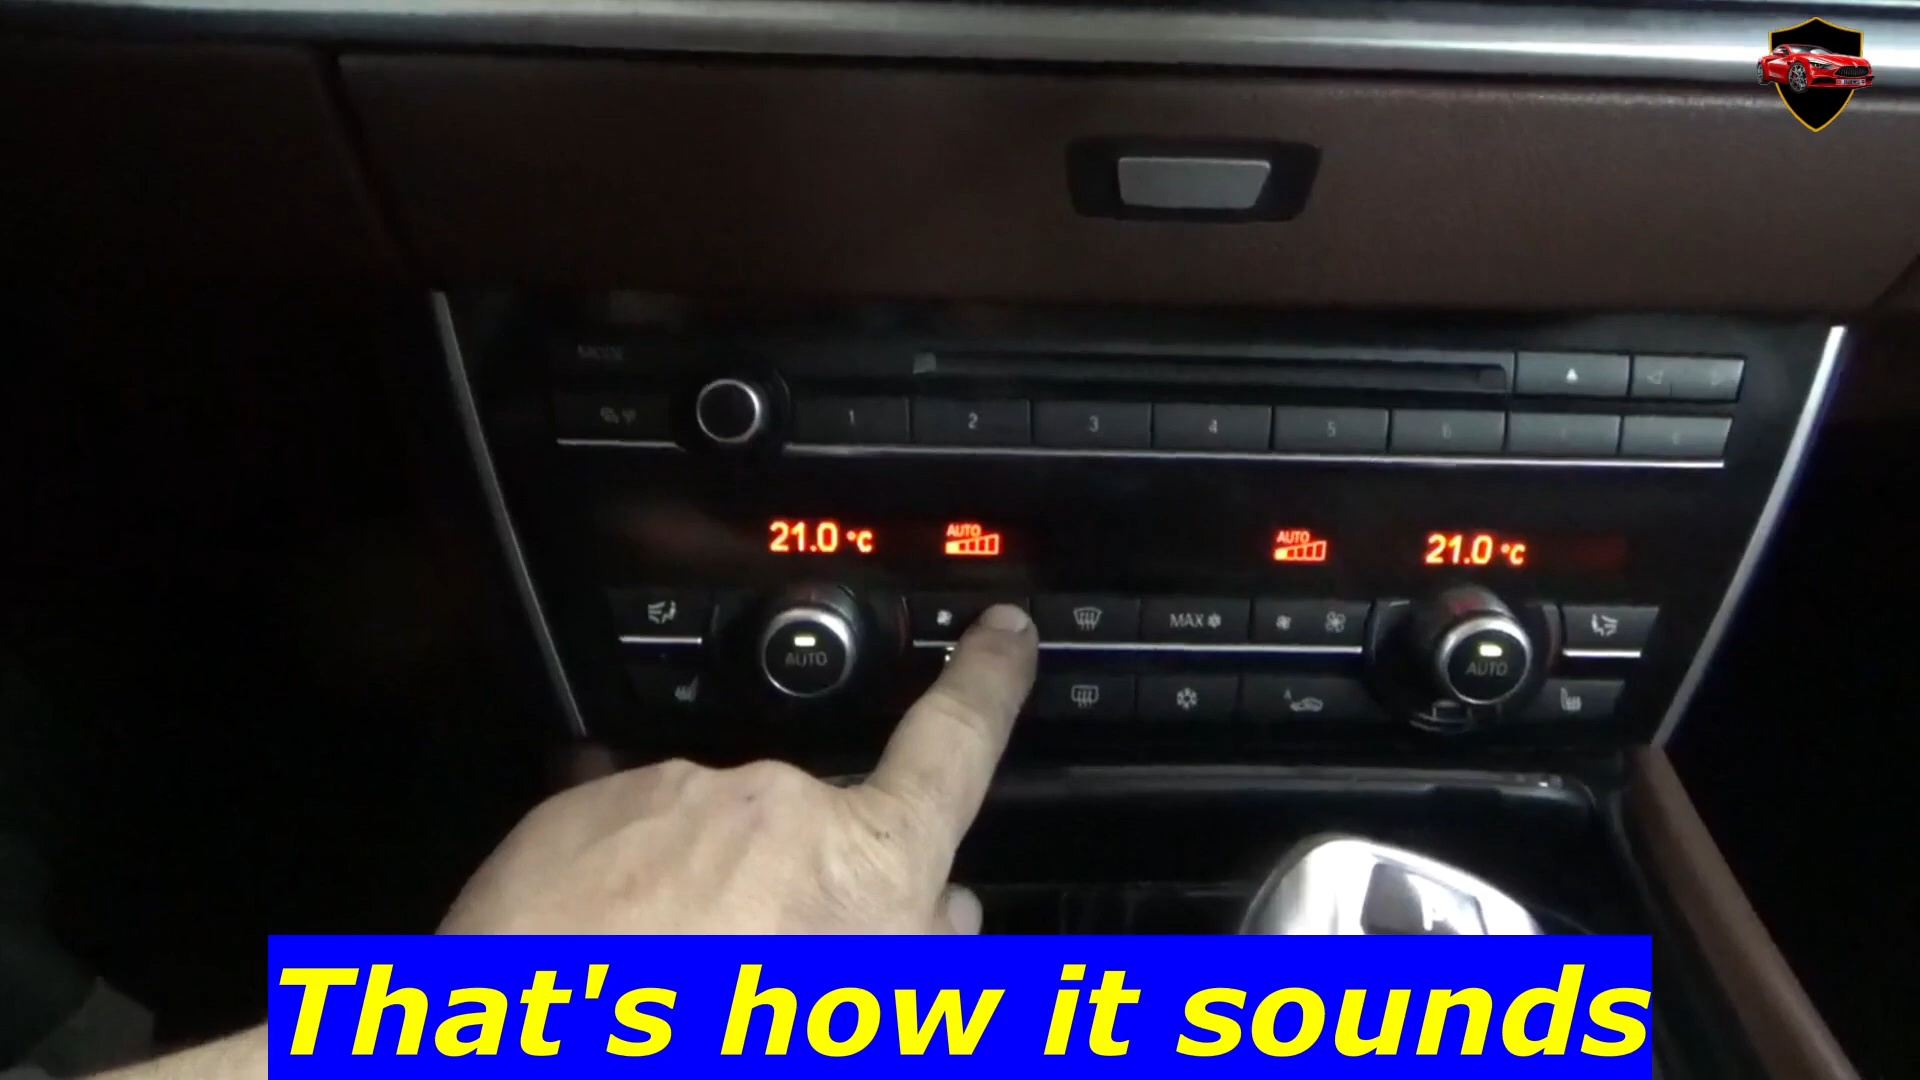 MODE
1 2 3 4 5 6
21.0 °C AUTO AUTO 21.0 °C
MAX
AUTO AUTO
A
P
That's how it sounds